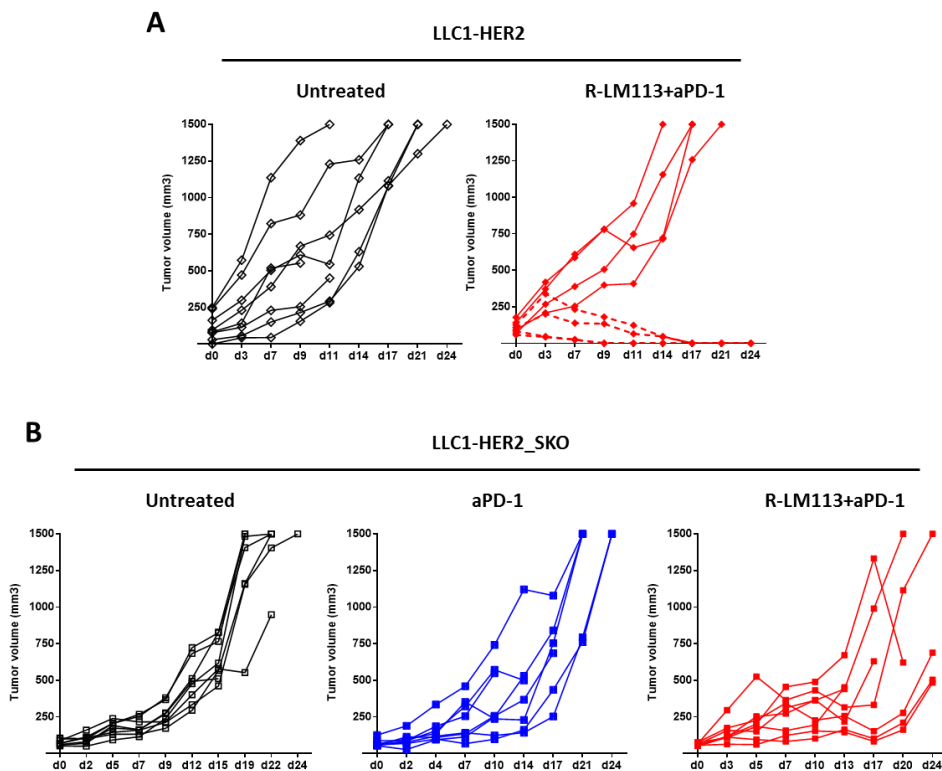 A
LLC1-HER2
Untreated
R-LM113+aPD-1
Tumor volume (mm3)
1500
1250
1000
750
500
250
d0 d3 d7 d9 d11 d14 d17 d21 d24
Tumor volume (mm3)
1500
1250
1000
750
500
250
d0 d3 d7 d9 d11 d14 d17 d21 d24
B
LLC1-HER2_SKO
Untreated
aPD-1
R-LM113+aPD-1
Tumor volume (mm3)
1500
1250
1000
750
500
250
d0 d2 d5 d7 d9 d12 d15 d19 d22 d24
Tumor volume (mm3)
1500
1250
1000
750
500
250
d0 d2 d4 d7 d10 d14 d17 d21 d24
Tumor volume (mm3)
1500
1250
1000
750
500
250
d0 d3 d5 d7 d10 d13 d17 d20 d24